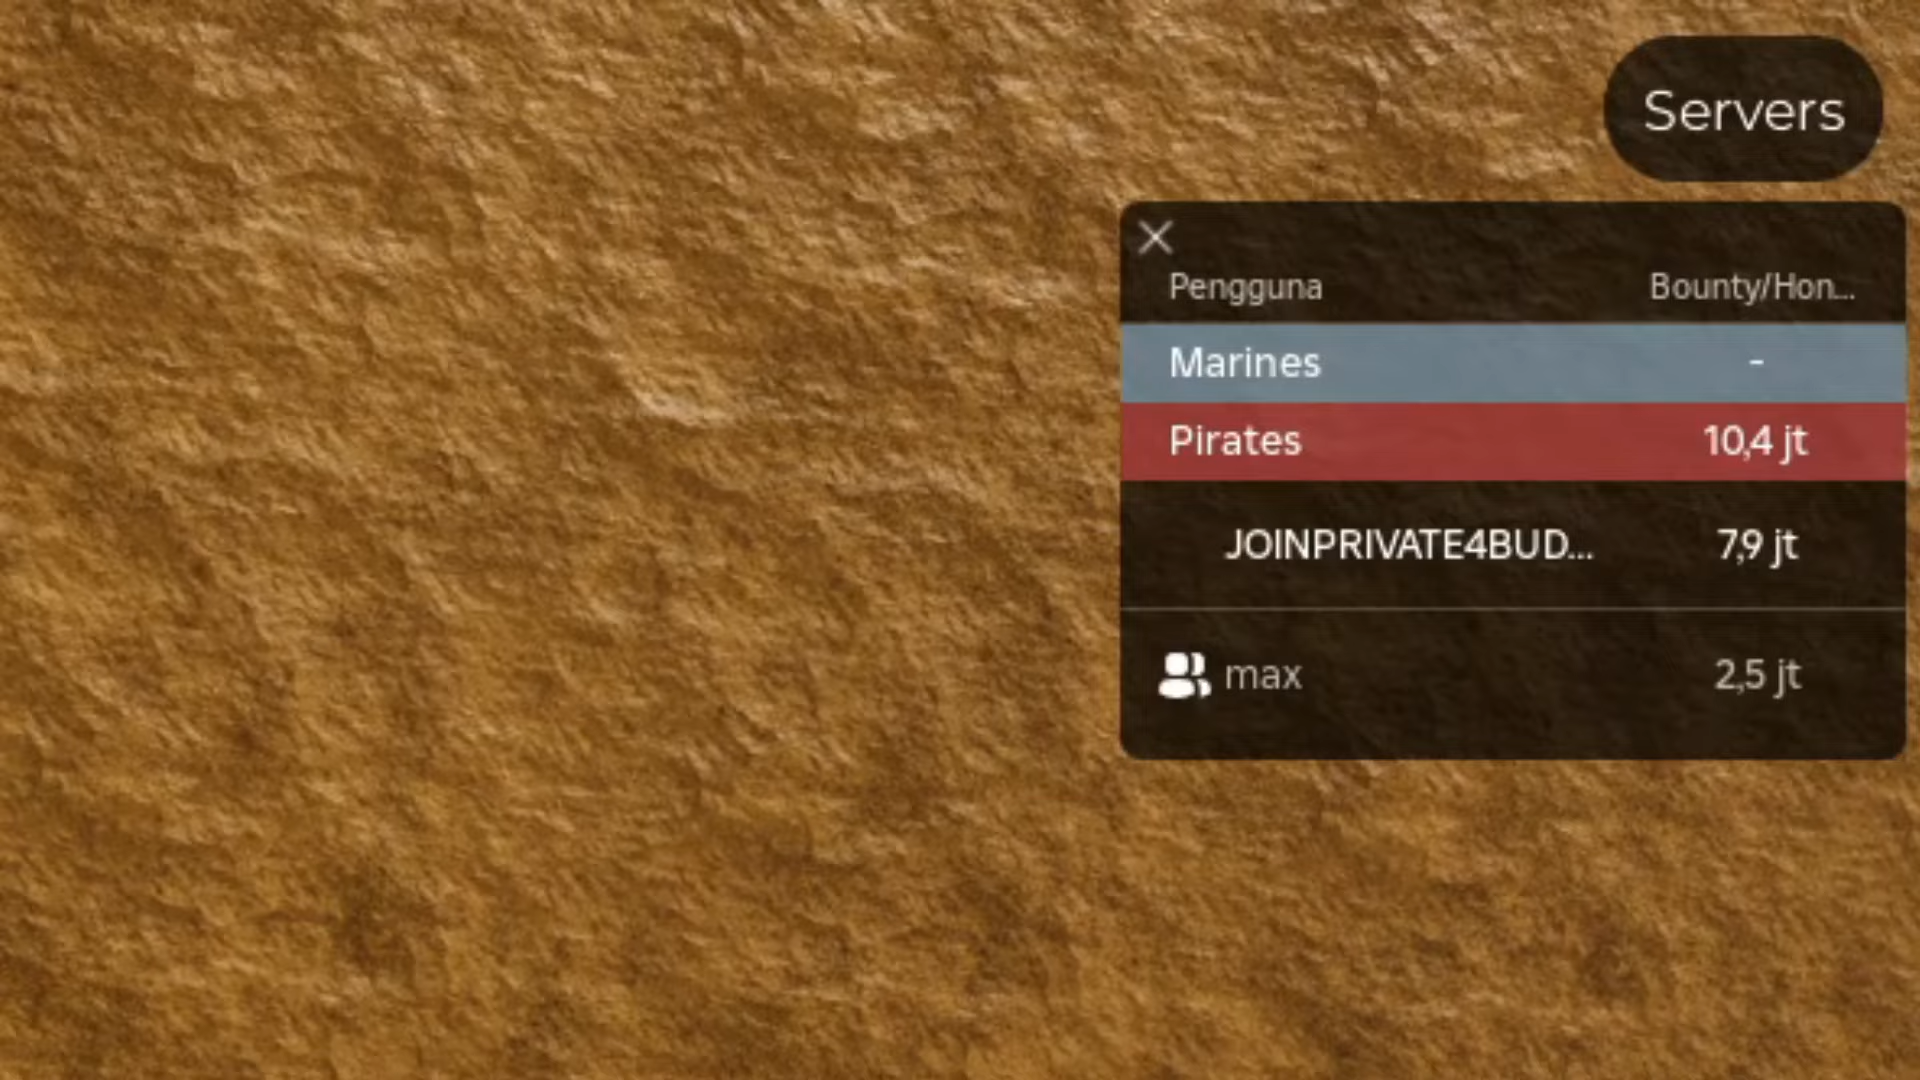 Servers
Pengguna Bounty/Hon...
Marines -
Pirates 10,4 jt
JOINPRIVATE4BUD... 7,9 jt
max 2,5 jt